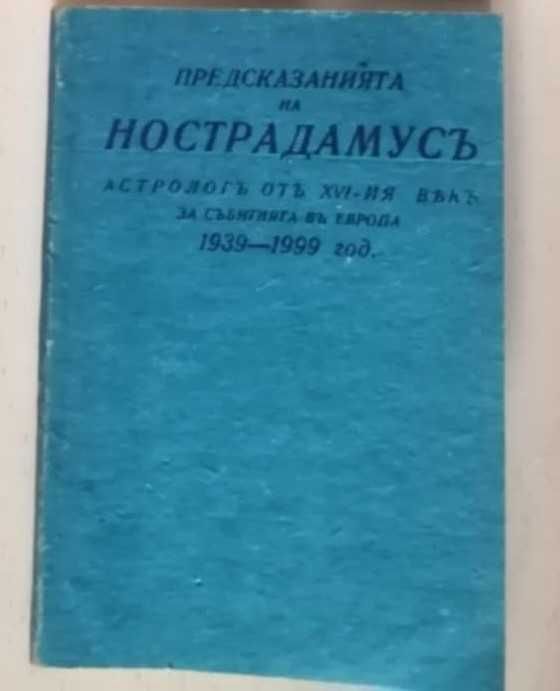 ПРЕДСКАЗАНИЯТА
НА
НОСТРАДАМУСЪ
АСТРОЛОГЪ ОТЪ XVI-ИЯ ВѢКЪ
ЗА СЪБИТИЯТА ВЪ ЕВРОПА
1939—1999 год.